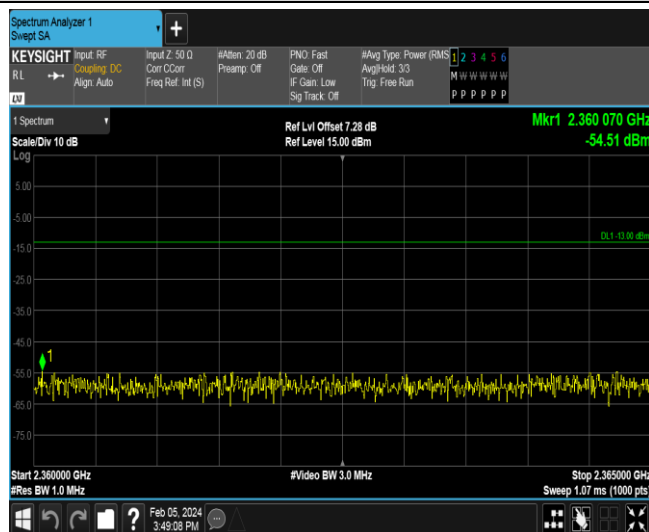 Spectrum Analyzer 1
Swept SA
+
KEYSIGHT
RL
LXI
Input: RF
Coupling: DC
Align: Auto
Input Z: 50 Ω
Corr CCorr
Freq Ref: Int (S)
#Atten: 20 dB
Preamp: Off
PNO: Fast
Gate: Off
IF Gain: Low
Sig Track: Off
#Avg Type: Power (RMS
Avg|Hold: 3/3
Trig: Free Run
1 2 3 4 5 6
M W W W W W
P P P P P P
1 Spectrum
Scale/Div 10 dB
Log
Ref Lvl Offset 7.28 dB
Ref Level 15.00 dBm
Mkr1 2.360 070 GHz
-54.51 dBm
5.00
-5.00
DL1 -13.00 dBm
-15.0
-25.0
-35.0
-45.0
1
-55.0
-65.0
-75.0
Start 2.360000 GHz
#Res BW 1.0 MHz
#Video BW 3.0 MHz
Stop 2.365000 GHz
Sweep 1.07 ms (1000 pts)
?
Feb 05, 2024
3:49:08 PM